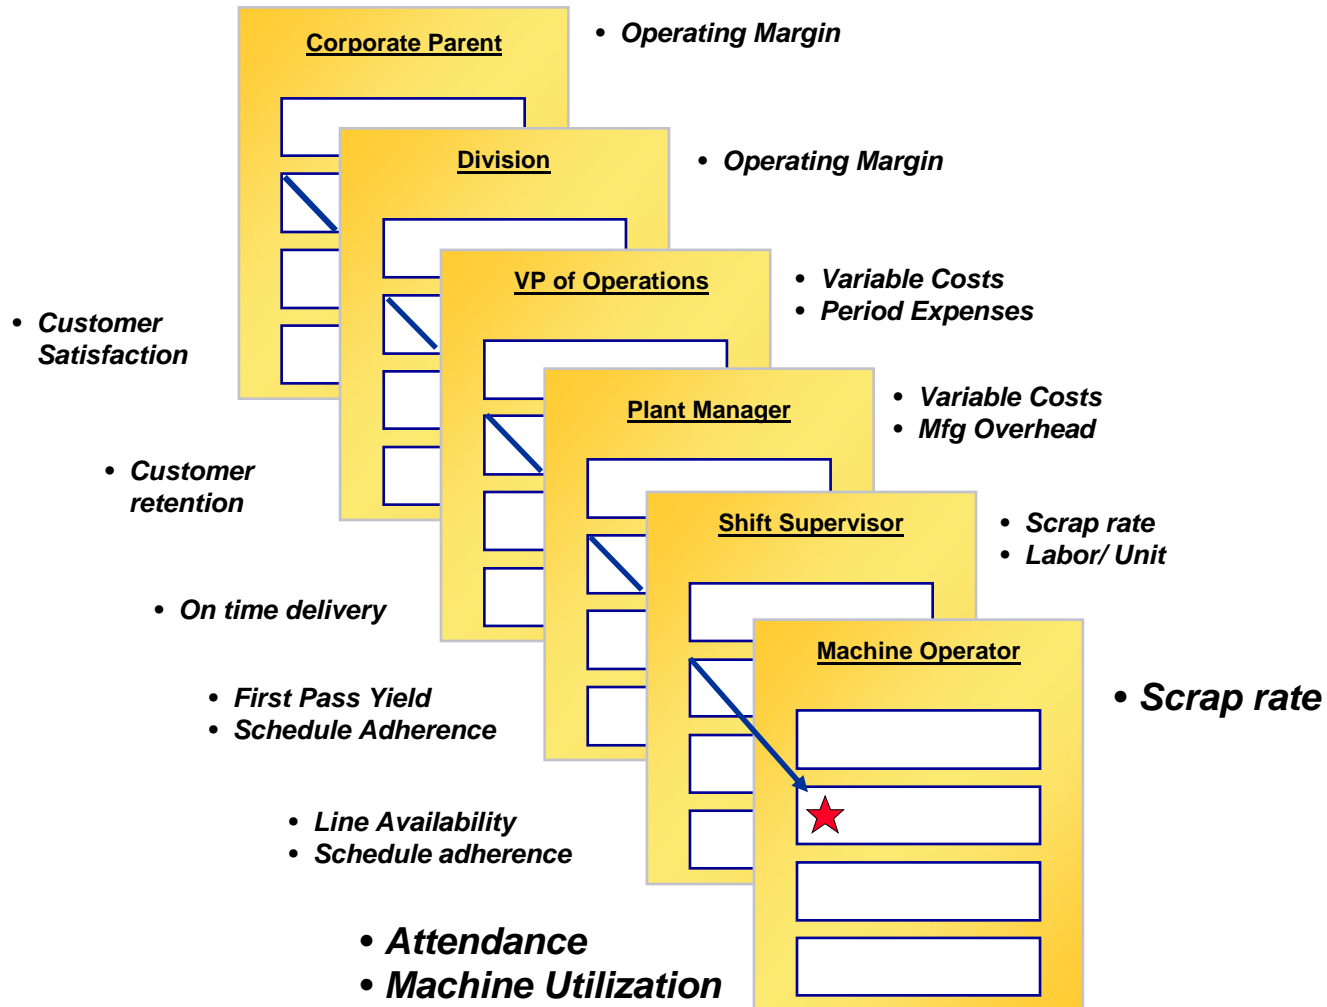 Corporate Parent
• Operating Margin
Division
• Operating Margin
VP of Operations
• Variable Costs
• Period Expenses
• Customer
Satisfaction
Plant Manager
• Variable Costs
• Mfg Overhead
• Customer
retention
Shift Supervisor
• Scrap rate
• Labor/ Unit
• On time delivery
Machine Operator
• Scrap rate
• First Pass Yield
• Schedule Adherence
• Line Availability
• Schedule adherence
• Attendance
• Machine Utilization